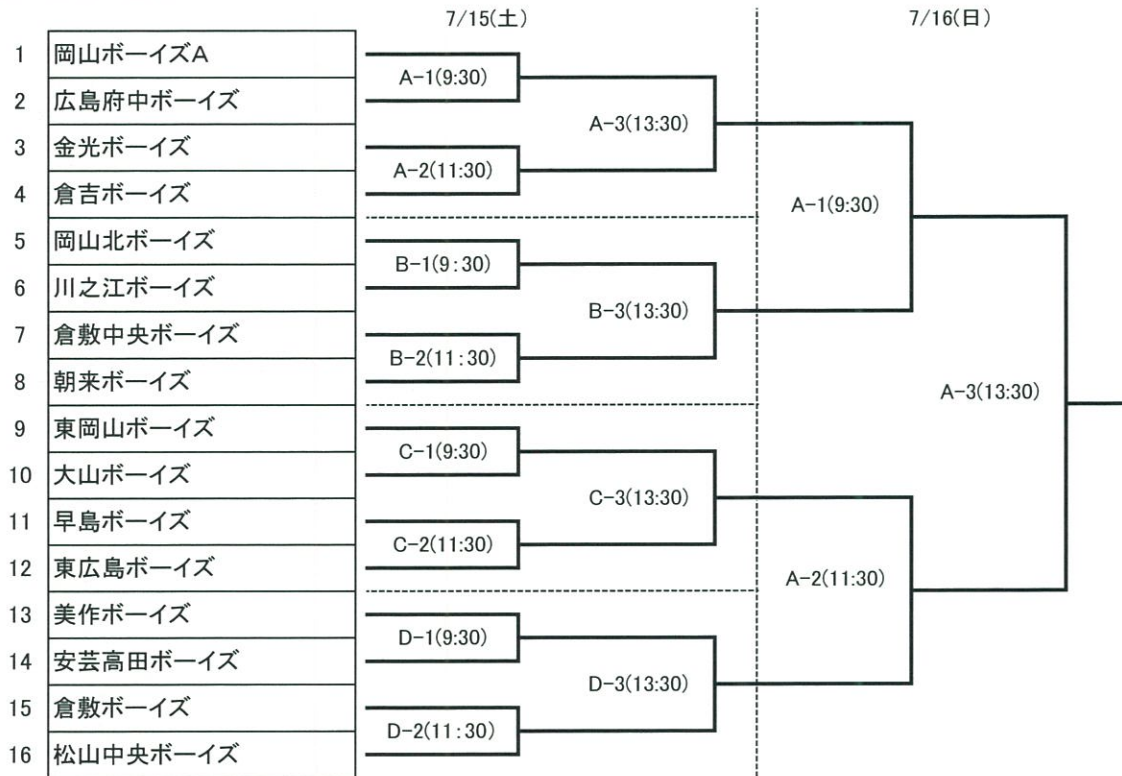 7/15(土) 7/16(日)
1 岡山ボーイズA
2 広島府中ボーイズ
3 金光ボーイズ
4 倉吉ボーイズ
5 岡山北ボーイズ
6 川之江ボーイズ
7 倉敷中央ボーイズ
8 朝来ボーイズ
9 東岡山ボーイズ
10 大山ボーイズ
11 早島ボーイズ
12 東広島ボーイズ
13 美作ボーイズ
14 安芸高田ボーイズ
15 倉敷ボーイズ
16 松山中央ボーイズ
A-1(9:30)
A-2(11:30)
B-1(9:30)
B-2(11:30)
C-1(9:30)
C-2(11:30)
D-1(9:30)
D-2(11:30)
A-3(13:30)
B-3(13:30)
C-3(13:30)
D-3(13:30)
A-1(9:30)
A-2(11:30)
A-3(13:30)